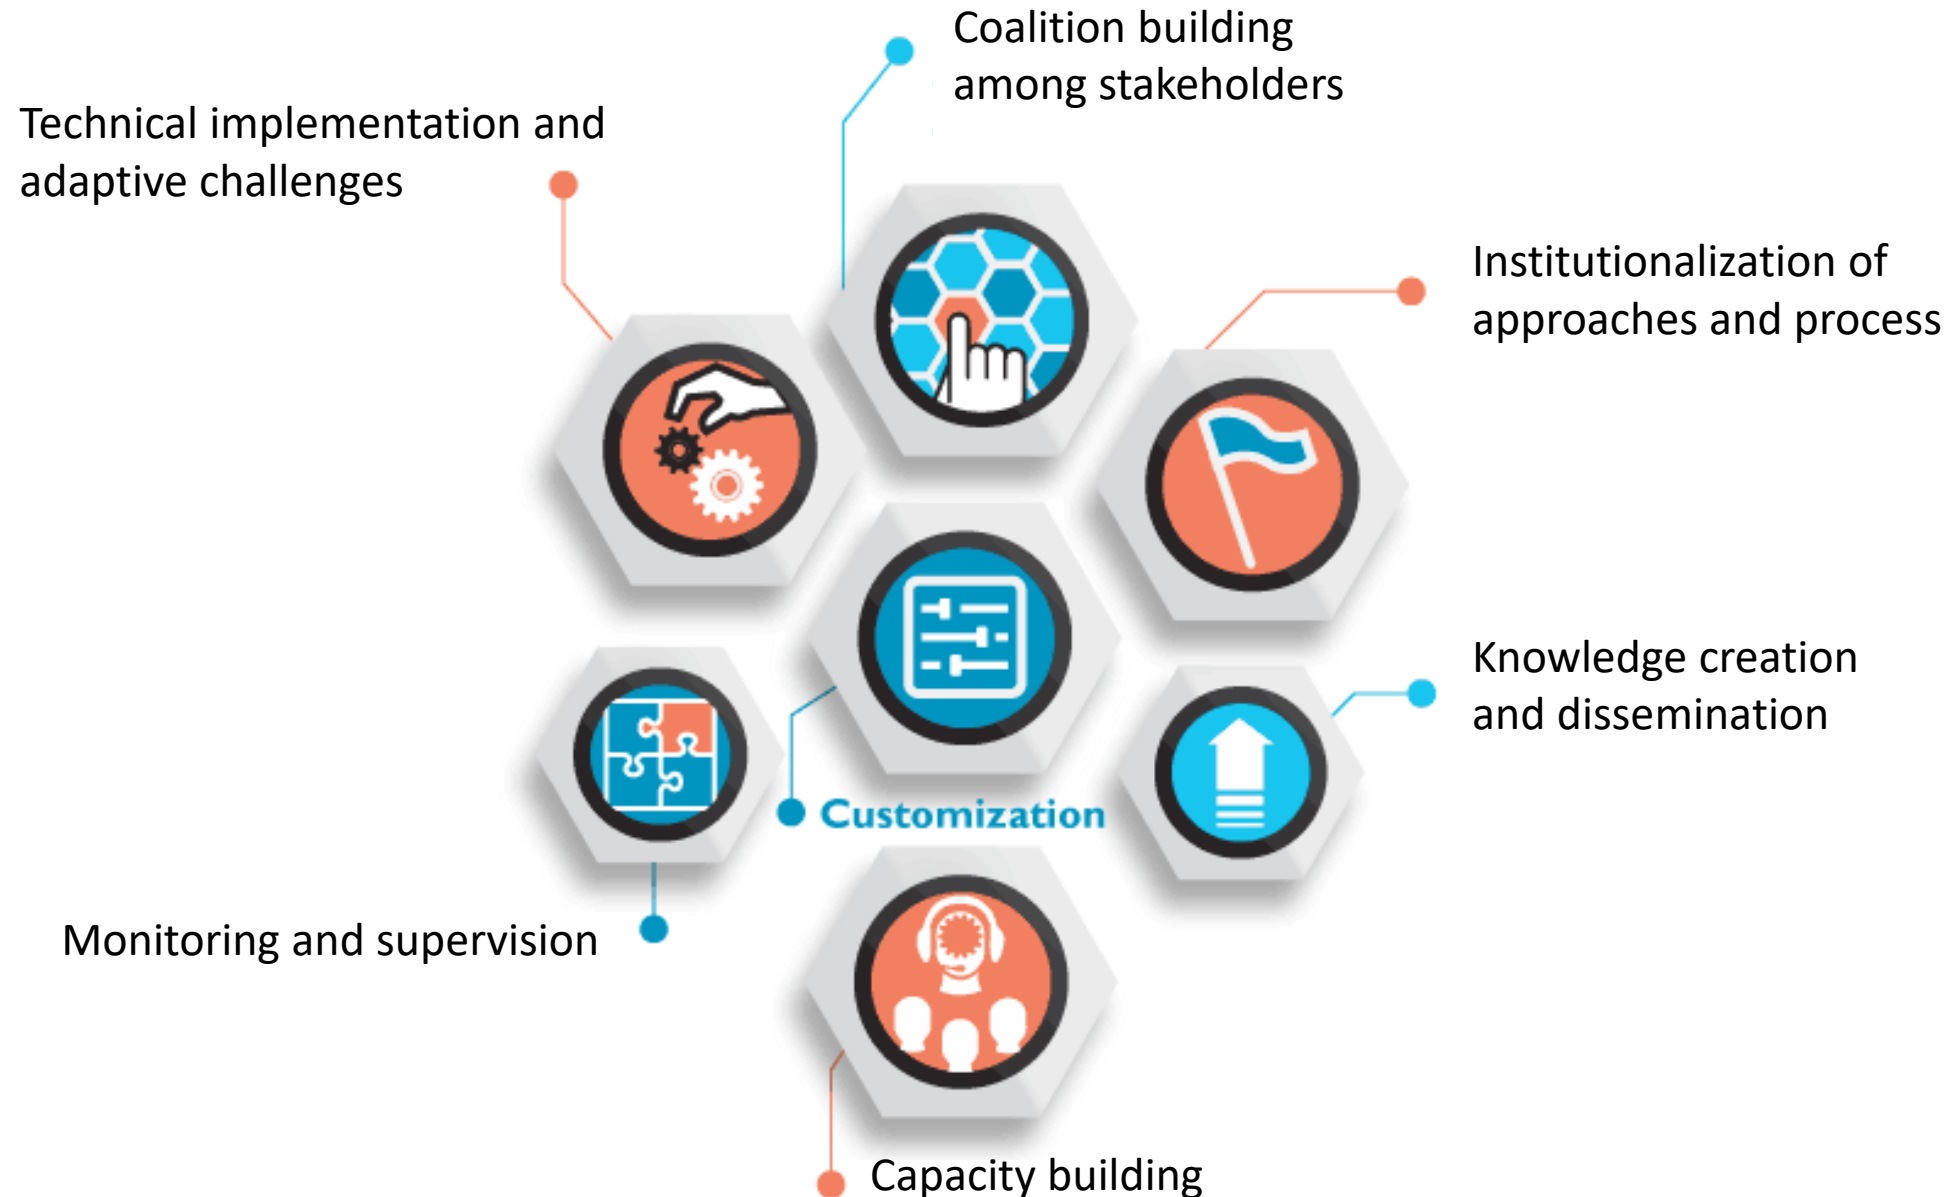 Coalition building
among stakeholders
Technical implementation and
adaptive challenges
Institutionalization of
approaches and process
Knowledge creation
and dissemination
Customization
Monitoring and supervision
Capacity building